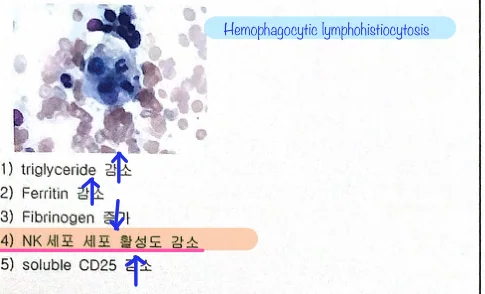 Hemophagocytic lymphohistiocytosis
1) triglyceride 감소
2) Ferritin 감소
3) Fibrinogen 증가
4) NK 세포 세포 활성도 감소
5) soluble CD25 감소